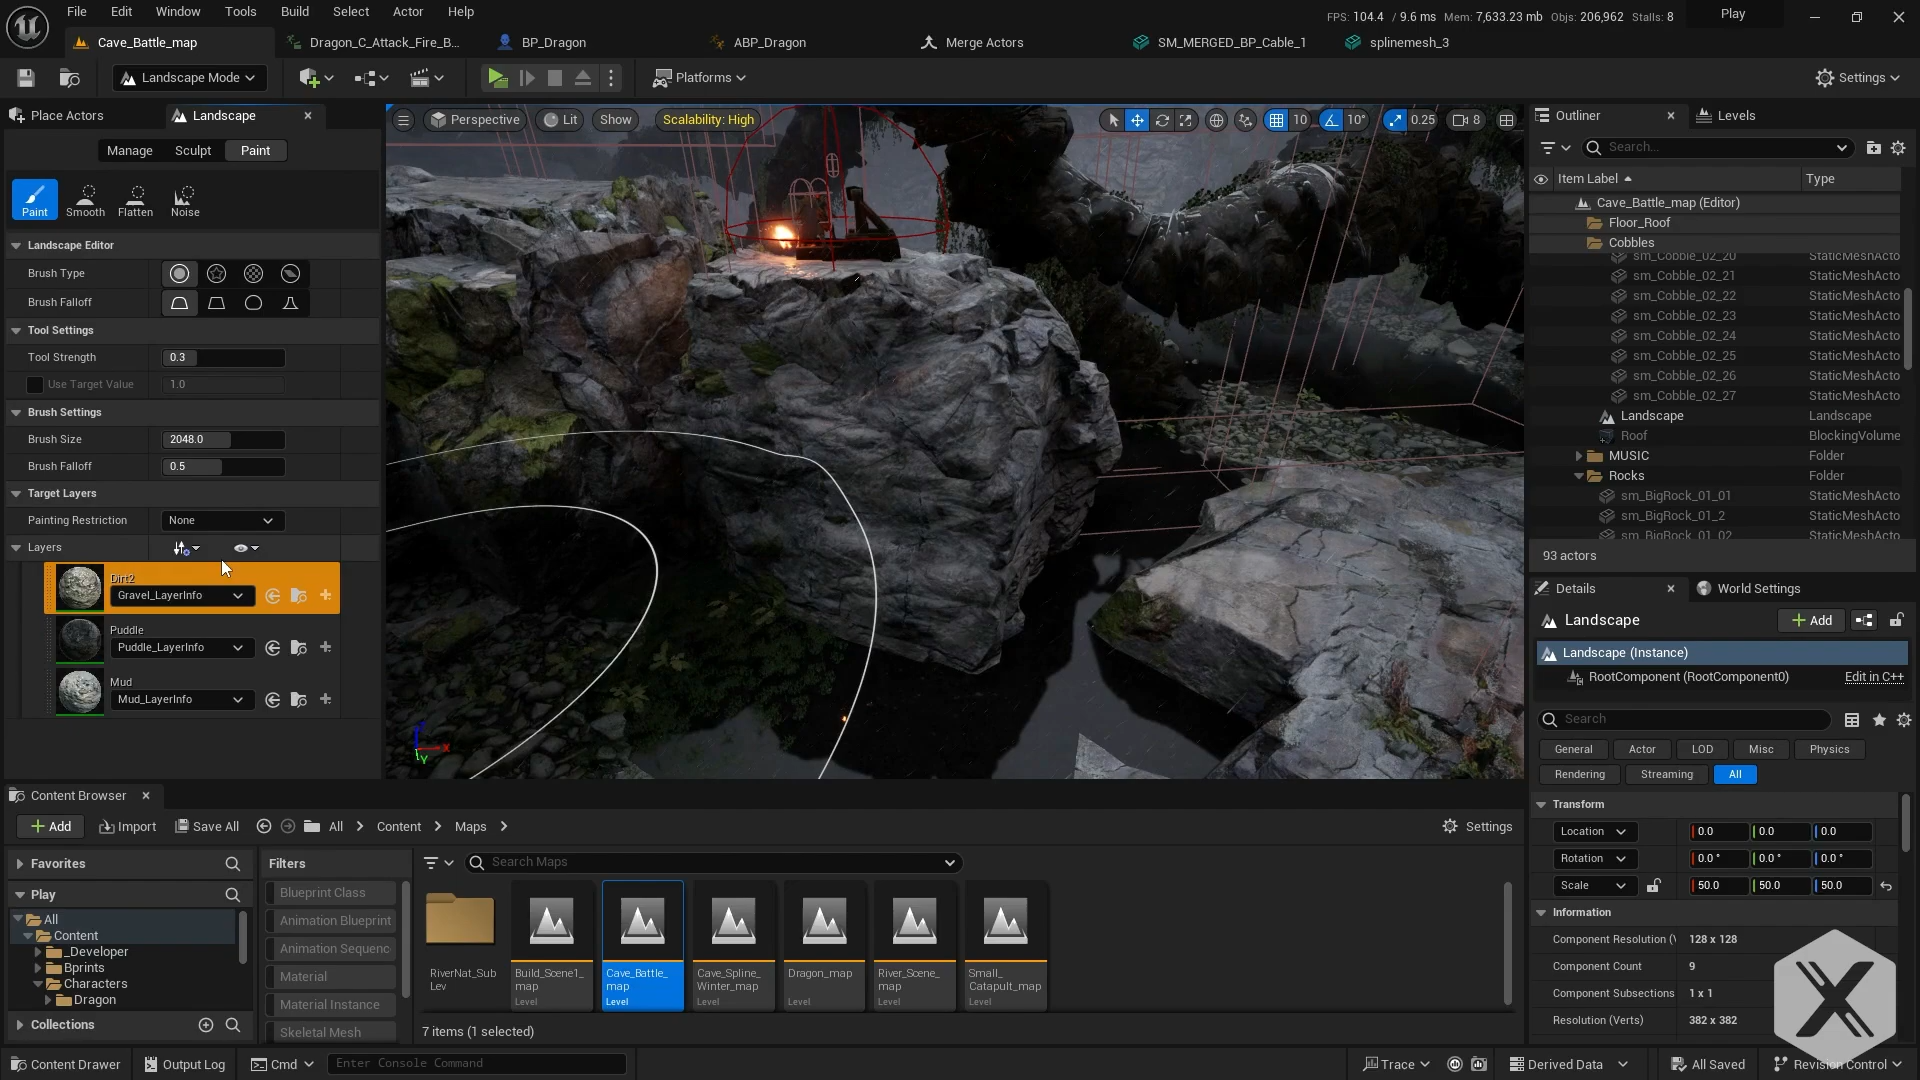 File Edit Window Tools Build Select Actor Help
FPS: 104.4 / 9.6 ms Mem: 7,633.23 mb Objs: 206,962 Stalls: 8 Play
Cave_Battle_map Dragon_C_Attack_Fire_B... BP_Dragon ABP_Dragon Merge Actors SM_MERGED_BP_Cable_1 splinemesh_3
Landscape Mode Platforms Settings
Place Actors Landscape
Perspective Lit Show Scalability: High 10 10° 0.25 8
Manage Sculpt Paint
Paint Smooth Flatten Noise
Landscape Editor
Brush Type
Brush Falloff
Tool Settings
Tool Strength 0.3
Use Target Value 1.0
Brush Settings
Brush Size 2048.0
Brush Falloff 0.5
Target Layers
Painting Restriction None
Layers
Dirt2
Gravel_LayerInfo
Puddle
Puddle_LayerInfo
Mud
Mud_LayerInfo
Outliner Levels
Search...
Item Label Type
Cave_Battle_map (Editor)
Floor_Roof
Cobbles
sm_Cobble_02_20 StaticMeshActo
sm_Cobble_02_21 StaticMeshActo
sm_Cobble_02_22 StaticMeshActo
sm_Cobble_02_23 StaticMeshActo
sm_Cobble_02_24 StaticMeshActo
sm_Cobble_02_25 StaticMeshActo
sm_Cobble_02_26 StaticMeshActo
sm_Cobble_02_27 StaticMeshActo
Landscape Landscape
Roof BlockingVolume
MUSIC Folder
Rocks Folder
sm_BigRock_01_01 StaticMeshActo
sm_BigRock_01_2 StaticMeshActo
sm_BigRock_01_02 StaticMeshActo
93 actors
Details World Settings
Landscape Add
Landscape (Instance)
RootComponent (RootComponent0) Edit in C++
Search
General Actor LOD Misc Physics
Rendering Streaming All
Transform
Location 0.0 0.0 0.0
Rotation 0.0 ° 0.0 ° 0.0 °
Scale 50.0 50.0 50.0
Information
Component Resolution (V 128 x 128
Component Count 9
Component Subsections 1 x 1
Resolution (Verts) 382 x 382
Content Browser
Add Import Save All All Content Maps Settings
Favorites
Play
All
Content
_Developer
Bprints
Characters
Dragon
Collections
Filters
Blueprint Class
Animation Blueprint
Animation Sequenc
Material
Material Instance
Skeletal Mesh
Search Maps
RiverNat_Sub
Lev
Build_Scene1_
map
Level
Cave_Battle_
map
Level
Cave_Spline_
Winter_map
Level
Dragon_map
Level
River_Scene_
map
Level
Small_
Catapult_map
Level
7 items (1 selected)
Content Drawer Output Log Cmd Enter Console Command Trace Derived Data All Saved Revision Control